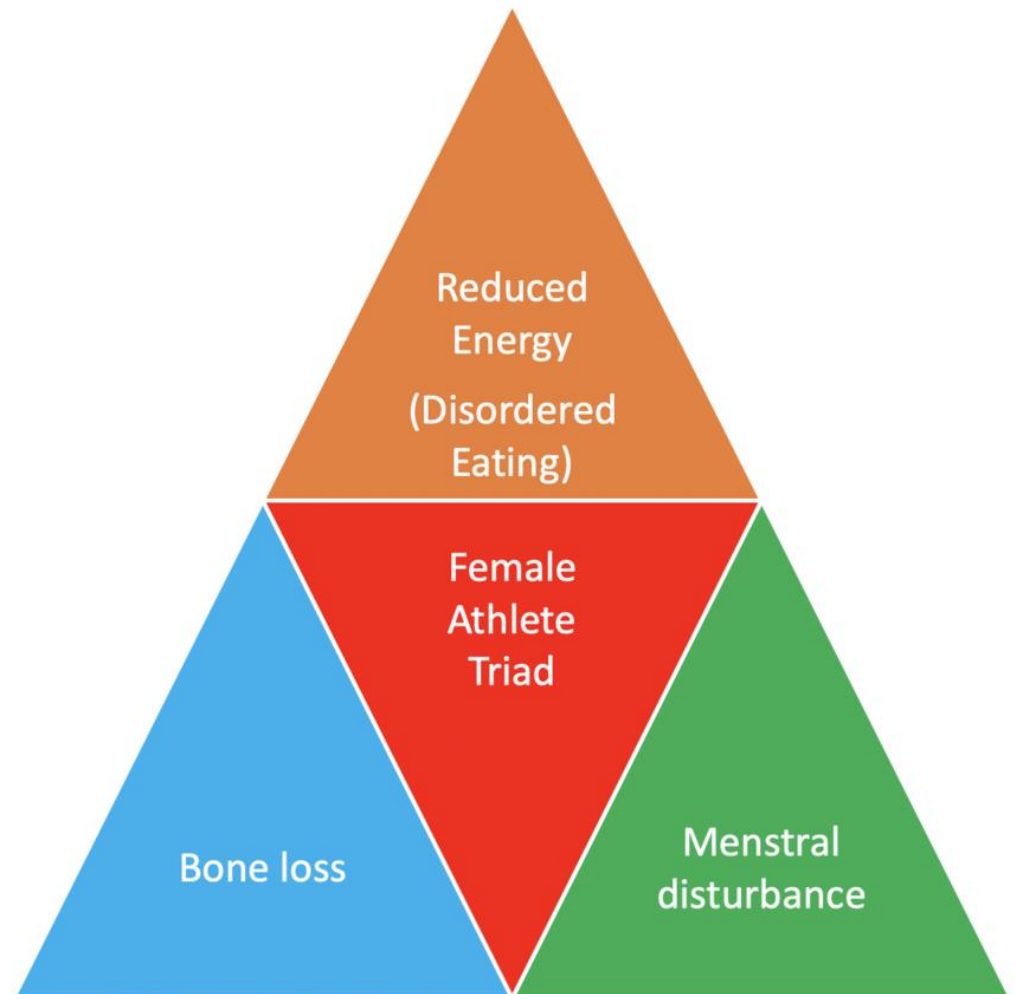 Reduced
Energy
(Disordered
Eating)
Female
Athlete
Triad
Bone loss
Menstral
disturbance